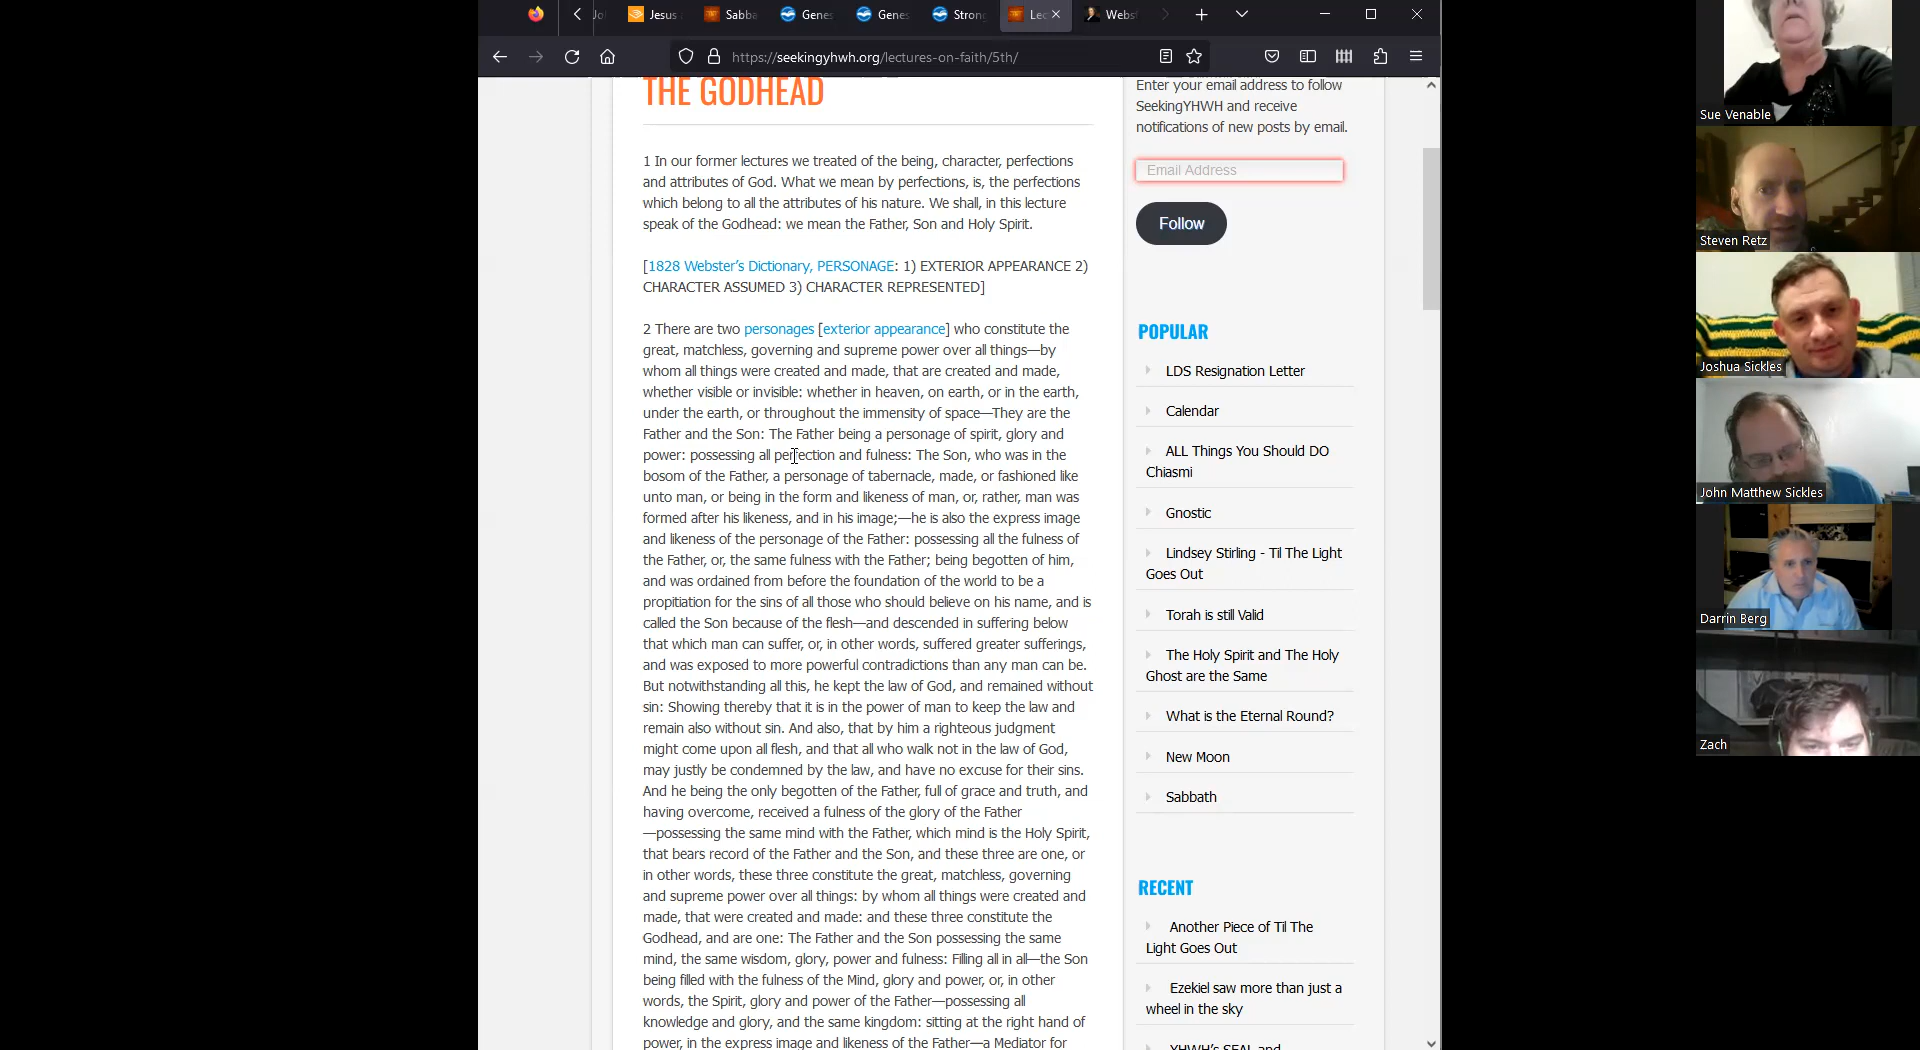 Jesus
Sabba
Genes
Genes
Strong
Lec
Webst
https://seekingyhwh.org/lectures-on-faith/5th/
THE GODHEAD
1 In our former lectures we treated of the being, character, perfections
and attributes of God. What we mean by perfections, is, the perfections
which belong to all the attributes of his nature. We shall, in this lecture
speak of the Godhead: we mean the Father, Son and Holy Spirit.
[1828 Webster's Dictionary, PERSONAGE: 1) EXTERIOR APPEARANCE 2)
CHARACTER ASSUMED 3) CHARACTER REPRESENTED]
2 There are two personages [exterior appearance] who constitute the
great, matchless, governing and supreme power over all things—by
whom all things were created and made, that are created and made,
whether visible or invisible: whether in heaven, on earth, or in the earth,
under the earth, or throughout the immensity of space—They are the
Father and the Son: The Father being a personage of spirit, glory and
power: possessing all perfection and fulness: The Son, who was in the
bosom of the Father, a personage of tabernacle, made, or fashioned like
unto man, or being in the form and likeness of man, or, rather, man was
formed after his likeness, and in his image;—he is also the express image
and likeness of the personage of the Father: possessing all the fulness of
the Father, or, the same fulness with the Father; being begotten of him,
and was ordained from before the foundation of the world to be a
propitiation for the sins of all those who should believe on his name, and is
called the Son because of the flesh—and descended in suffering below
that which man can suffer, or, in other words, suffered greater sufferings,
and was exposed to more powerful contradictions than any man can be.
But notwithstanding all this, he kept the law of God, and remained without
sin: Showing thereby that it is in the power of man to keep the law and
remain also without sin. And also, that by him a righteous judgment
might come upon all flesh, and that all who walk not in the law of God,
may justly be condemned by the law, and have no excuse for their sins.
And he being the only begotten of the Father, full of grace and truth, and
having overcome, received a fulness of the glory of the Father
—possessing the same mind with the Father, which mind is the Holy Spirit,
that bears record of the Father and the Son, and these three are one, or
in other words, these three constitute the great, matchless, governing
and supreme power over all things: by whom all things were created and
made, that were created and made: and these three constitute the
Godhead, and are one: The Father and the Son possessing the same
mind, the same wisdom, glory, power and fulness: Filling all in all—the Son
being filled with the fulness of the Mind, glory and power, or, in other
words, the Spirit, glory and power of the Father—possessing all
knowledge and glory, and the same kingdom: sitting at the right hand of
power, in the express image and likeness of the Father—a Mediator for
Enter your email address to follow
SeekingYHWH and receive
notifications of new posts by email.
Email Address
Follow
POPULAR
LDS Resignation Letter
Calendar
ALL Things You Should DO
Chiasmi
Gnostic
Lindsey Stirling - Til The Light
Goes Out
Torah is still Valid
The Holy Spirit and The Holy
Ghost are the Same
What is the Eternal Round?
New Moon
Sabbath
RECENT
Another Piece of Til The
Light Goes Out
Ezekiel saw more than just a
wheel in the sky
YHWH's SEAL and
Sue Venable
Steven Retz
Joshua Sickles
John Matthew Sickles
Darrin Berg
Zach